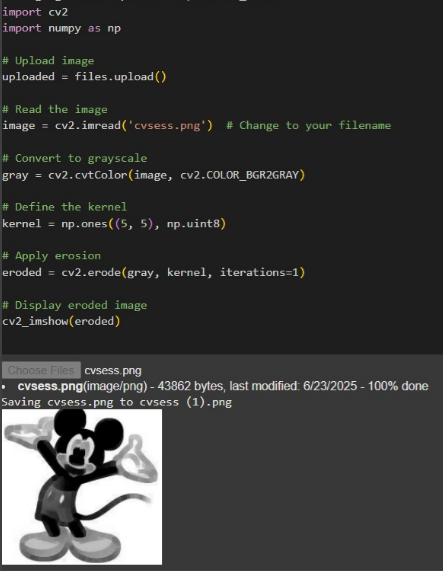 import cv2
import numpy as np
# Upload image
uploaded = files.upload()
# Read the image
image = cv2.imread('cvsess.png')  # Change to your filename
# Convert to grayscale
gray = cv2.cvtColor(image, cv2.COLOR_BGR2GRAY)
# Define the kernel
kernel = np.ones((5, 5), np.uint8)
# Apply erosion
eroded = cv2.erode(gray, kernel, iterations=1)
# Display eroded image
cv2_imshow(eroded)
Choose Files cvsess.png
• cvsess.png(image/png) - 43862 bytes, last modified: 6/23/2025 - 100% done
Saving cvsess.png to cvsess (1).png